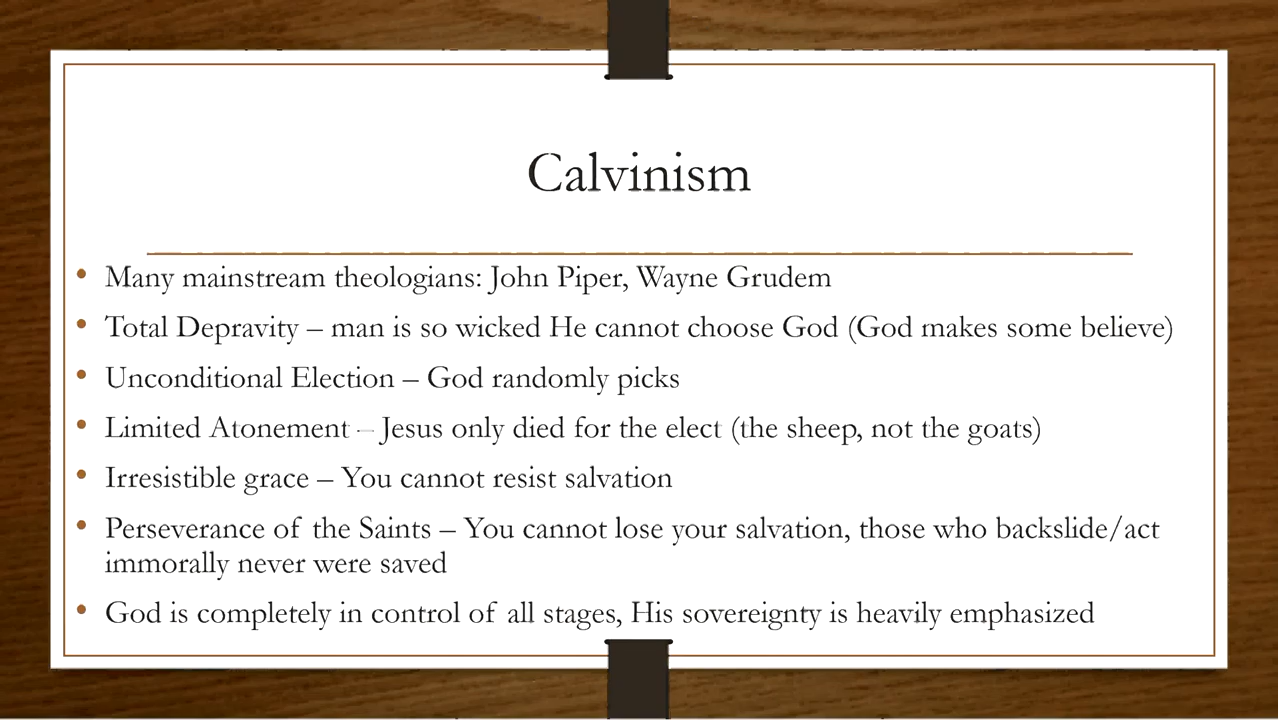 Calvinism
• Many mainstream theologians: John Piper, Wayne Grudem
• Total Depravity – man is so wicked He cannot choose God (God makes some believe)
• Unconditional Election – God randomly picks
• Limited Atonement – Jesus only died for the elect (the sheep, not the goats)
• Irresistible grace – You cannot resist salvation
• Perseverance of the Saints – You cannot lose your salvation, those who backslide/act
immorally never were saved
• God is completely in control of all stages, His sovereignty is heavily emphasized